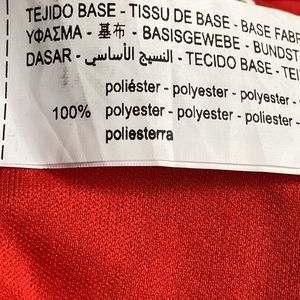 TEJIDO BASE - TISSU DE BASE - BASE FABR
ΥΦΑΣΜΑ - 基布 - BASISGEWEBE - BUNDST
DASAR - النسيج الأساسي - TECIDO BASE - TE
poliéster - polyester - polyester -
100% polyester - polyester - poliester -
poliesterra